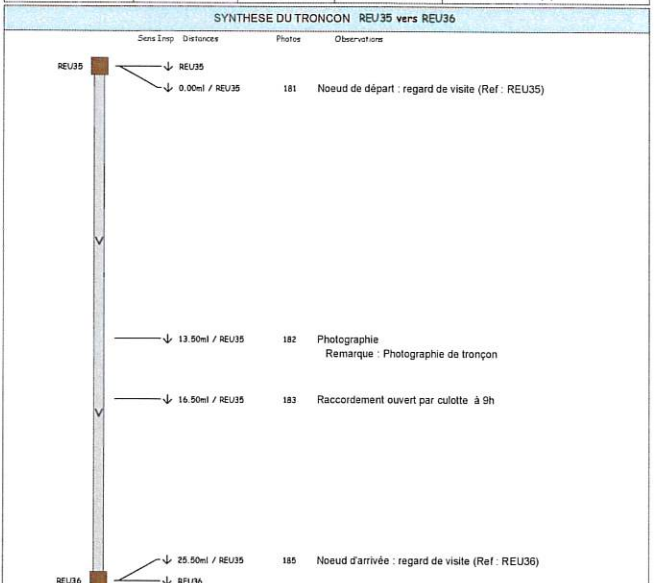 SYNTHESE DU TRONCON REU35 vers REU36
Sens Insp Distances Photos Observations
REU35 REU35
0.00ml / REU35 181 Noeud de départ : regard de visite (Ref : REU35)
13.50ml / REU35 182 Photographie
Remarque : Photographie de tronçon
16.50ml / REU35 183 Raccordement ouvert par culotte à 9h
25.50ml / REU35 185 Noeud d'arrivée : regard de visite (Ref : REU36)
REU36 REU36